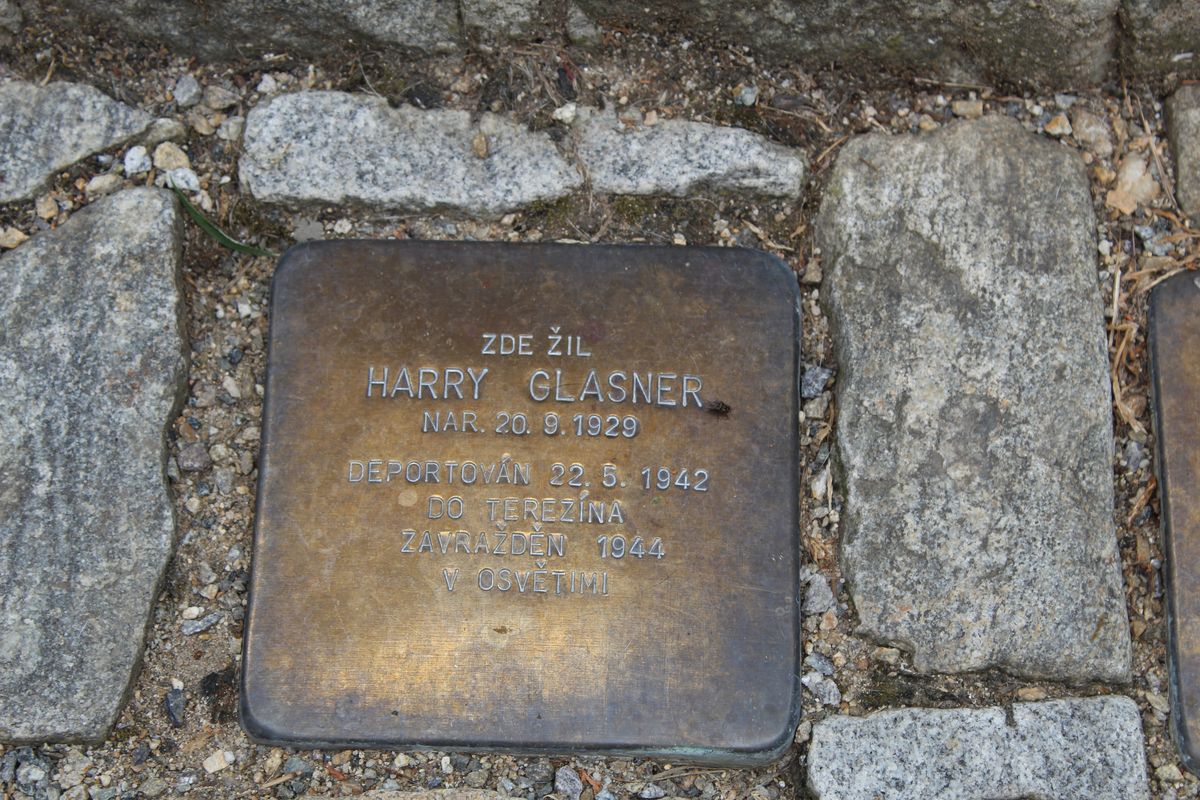 ZDE ŽIL
HARRY GLASNER
NAR. 20. 9. 1929
DEPORTOVÁN 22. 5. 1942
DO TEREZÍNA
ZAVRAŽDĚN 1944
V OSVĚTIMI